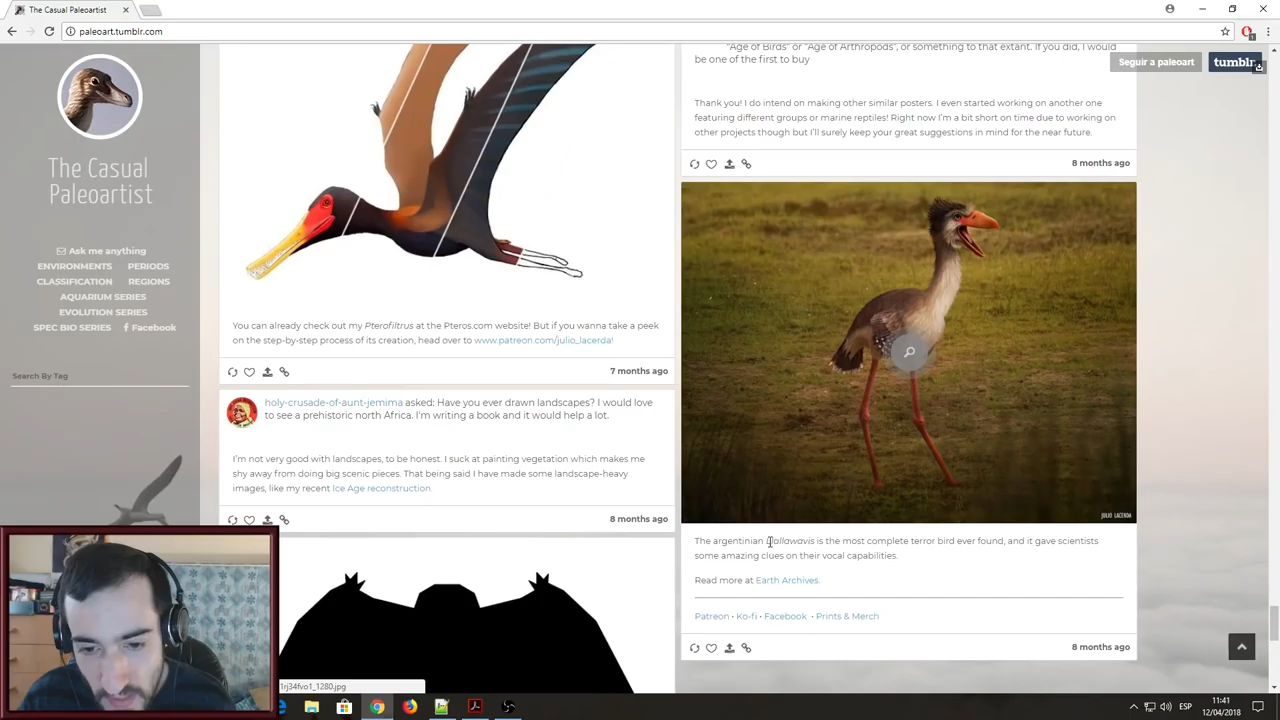 The Casual Paleoartist
paleoart.tumblr.com
Seguir a paleoart
tumblr.
The Casual
Paleoartist
Ask me anything
ENVIRONMENTS PERIODS
CLASSIFICATION REGIONS
AQUARIUM SERIES
EVOLUTION SERIES
SPEC BIO SERIES Facebook
Search By Tag
You can already check out my Pterofiltrus at the Pteros.com website! But if you wanna take a peek
on the step-by-step process of its creation, head over to www.patreon.com/julio_lacerda!
7 months ago
holy-crusade-of-aunt-jemima asked: Have you ever drawn landscapes? I would love
to see a prehistoric north Africa. I'm writing a book and it would help a lot.
I'm not very good with landscapes, to be honest. I suck at painting vegetation which makes me
shy away from doing big scenic pieces. That being said I have made some landscape-heavy
images, like my recent Ice Age reconstruction.
8 months ago
"Age of Birds" or "Age of Arthropods", or something to that extant. If you did, I would
be one of the first to buy
Thank you! I do intend on making other similar posters. I even started working on another one
featuring different groups or marine reptiles! Right now I'm a bit short on time due to working on
other projects though but I'll surely keep your great suggestions in mind for the near future.
8 months ago
JULIO LACERDA
The argentinian Llallawavis is the most complete terror bird ever found, and it gave scientists
some amazing clues on their vocal capabilities.
Read more at Earth Archives.
Patreon • Ko-fi • Facebook • Prints & Merch
8 months ago
1rj34fvo1_1280.jpg
ESP
11:41
12/04/2018